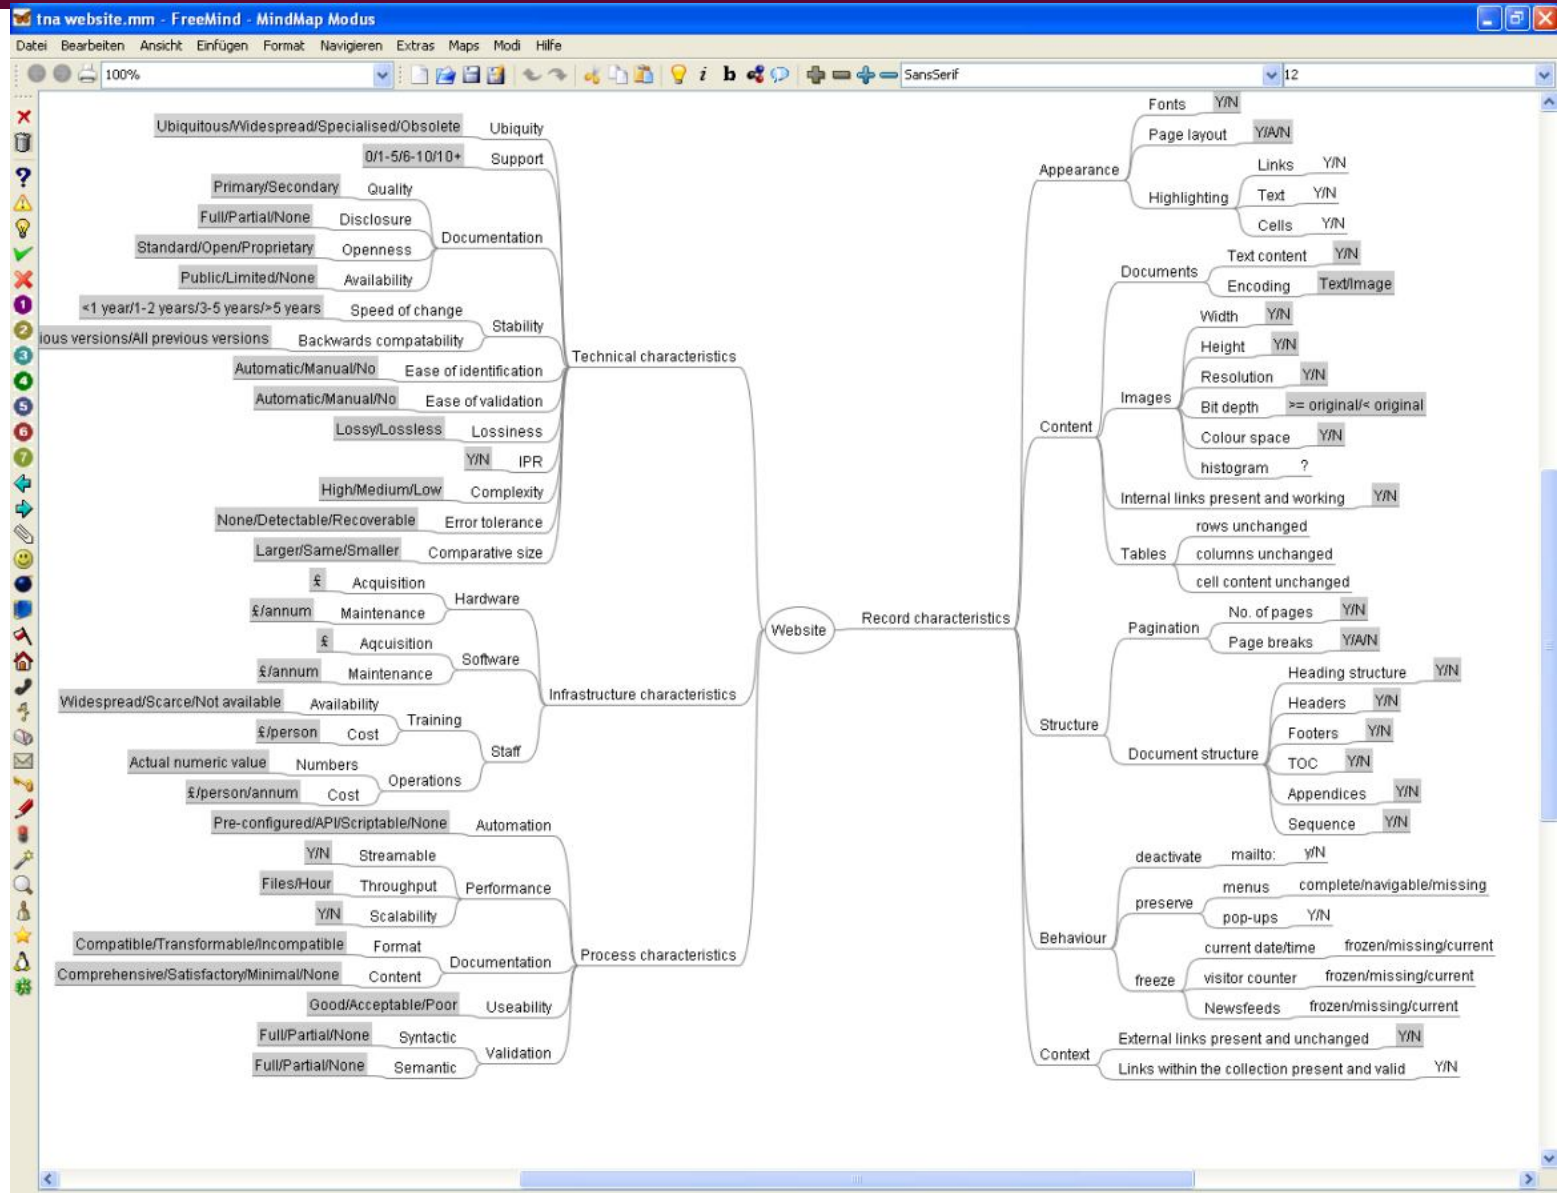 tna website.mm - FreeMind - MindMap Modus
Datei Bearbeiten Ansicht Einfügen Format Navigieren Extras Maps Modi Hilfe
100% i b SansSerif 12
Ubiquitous/Widespread/Specialised/Obsolete Ubiquity
0/1-5/6-10/10+ Support
Primary/Secondary Quality
Full/Partial/None Disclosure
Standard/Open/Proprietary Openness
Public/Limited/None Availability
Documentation
<1 year/1-2 years/3-5 years/>5 years Speed of change
ious versions/All previous versions Backwards compatability
Stability
Automatic/Manual/No Ease of identification
Automatic/Manual/No Ease of validation
Lossy/Lossless Lossiness
Y/N IPR
High/Medium/Low Complexity
None/Detectable/Recoverable Error tolerance
Larger/Same/Smaller Comparative size
Technical characteristics
£ Acquisition
£/annum Maintenance
Hardware
£ Aqcuisition
£/annum Maintenance
Software
Widespread/Scarce/Not available Availability
£/person Cost
Training
Actual numeric value Numbers
£/person/annum Cost
Operations
Staff
Infrastructure characteristics
Pre-configured/API/Scriptable/None Automation
Y/N Streamable
Files/Hour Throughput
Y/N Scalability
Performance
Compatible/Transformable/Incompatible Format
Comprehensive/Satisfactory/Minimal/None Content
Documentation
Good/Acceptable/Poor Useability
Full/Partial/None Syntactic
Full/Partial/None Semantic
Validation
Process characteristics
Website
Record characteristics
Appearance
Fonts Y/N
Page layout Y/A/N
Highlighting
Links Y/N
Text Y/N
Cells Y/N
Content
Documents
Text content Y/N
Encoding Text/Image
Images
Width Y/N
Height Y/N
Resolution Y/N
Bit depth >= original/< original
Colour space Y/N
histogram ?
Internal links present and working Y/N
Tables
rows unchanged
columns unchanged
cell content unchanged
Structure
Pagination
No. of pages Y/N
Page breaks Y/A/N
Document structure
Heading structure Y/N
Headers Y/N
Footers Y/N
TOC Y/N
Appendices Y/N
Sequence Y/N
Behaviour
deactivate mailto: y/N
preserve
menus complete/navigable/missing
pop-ups Y/N
freeze
current date/time frozen/missing/current
visitor counter frozen/missing/current
Newsfeeds frozen/missing/current
Context
External links present and unchanged Y/N
Links within the collection present and valid Y/N
? 
1
2
3
4
5
6
7